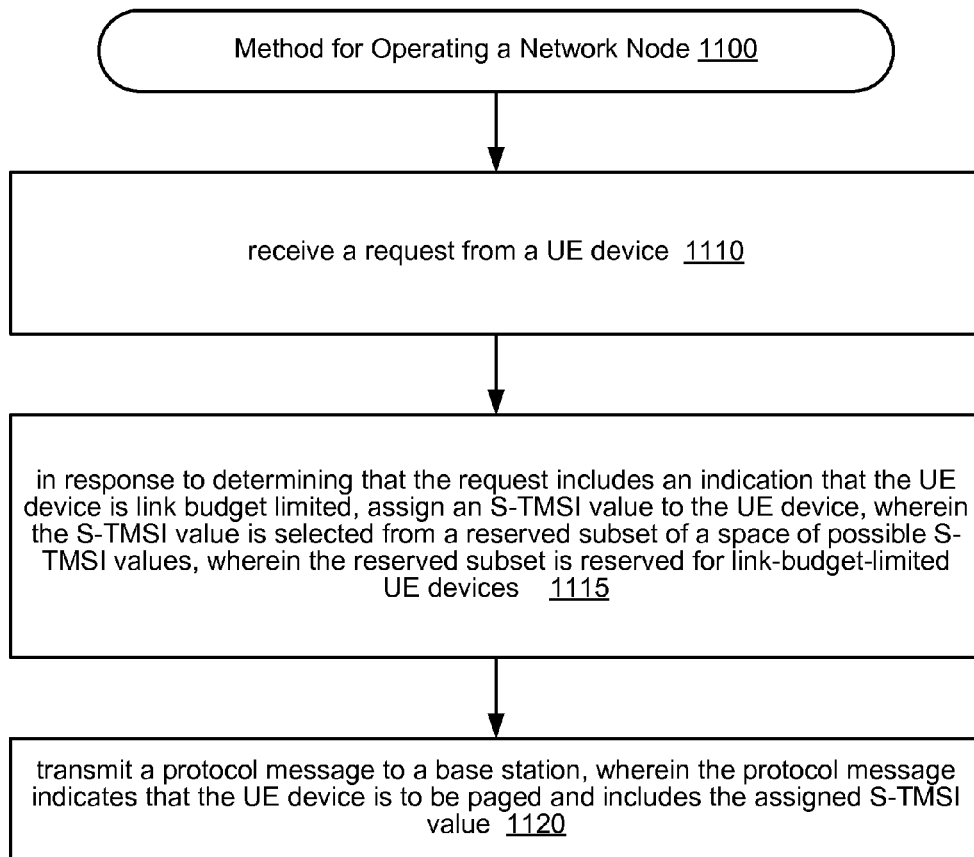 Method for Operating a Network Node 1100
receive a request from a UE device 1110
in response to determining that the request includes an indication that the UE
device is link budget limited, assign an S-TMSI value to the UE device, wherein
the S-TMSI value is selected from a reserved subset of a space of possible S-
TMSI values, wherein the reserved subset is reserved for link-budget-limited
UE devices 1115
transmit a protocol message to a base station, wherein the protocol message
indicates that the UE device is to be paged and includes the assigned S-TMSI
value 1120